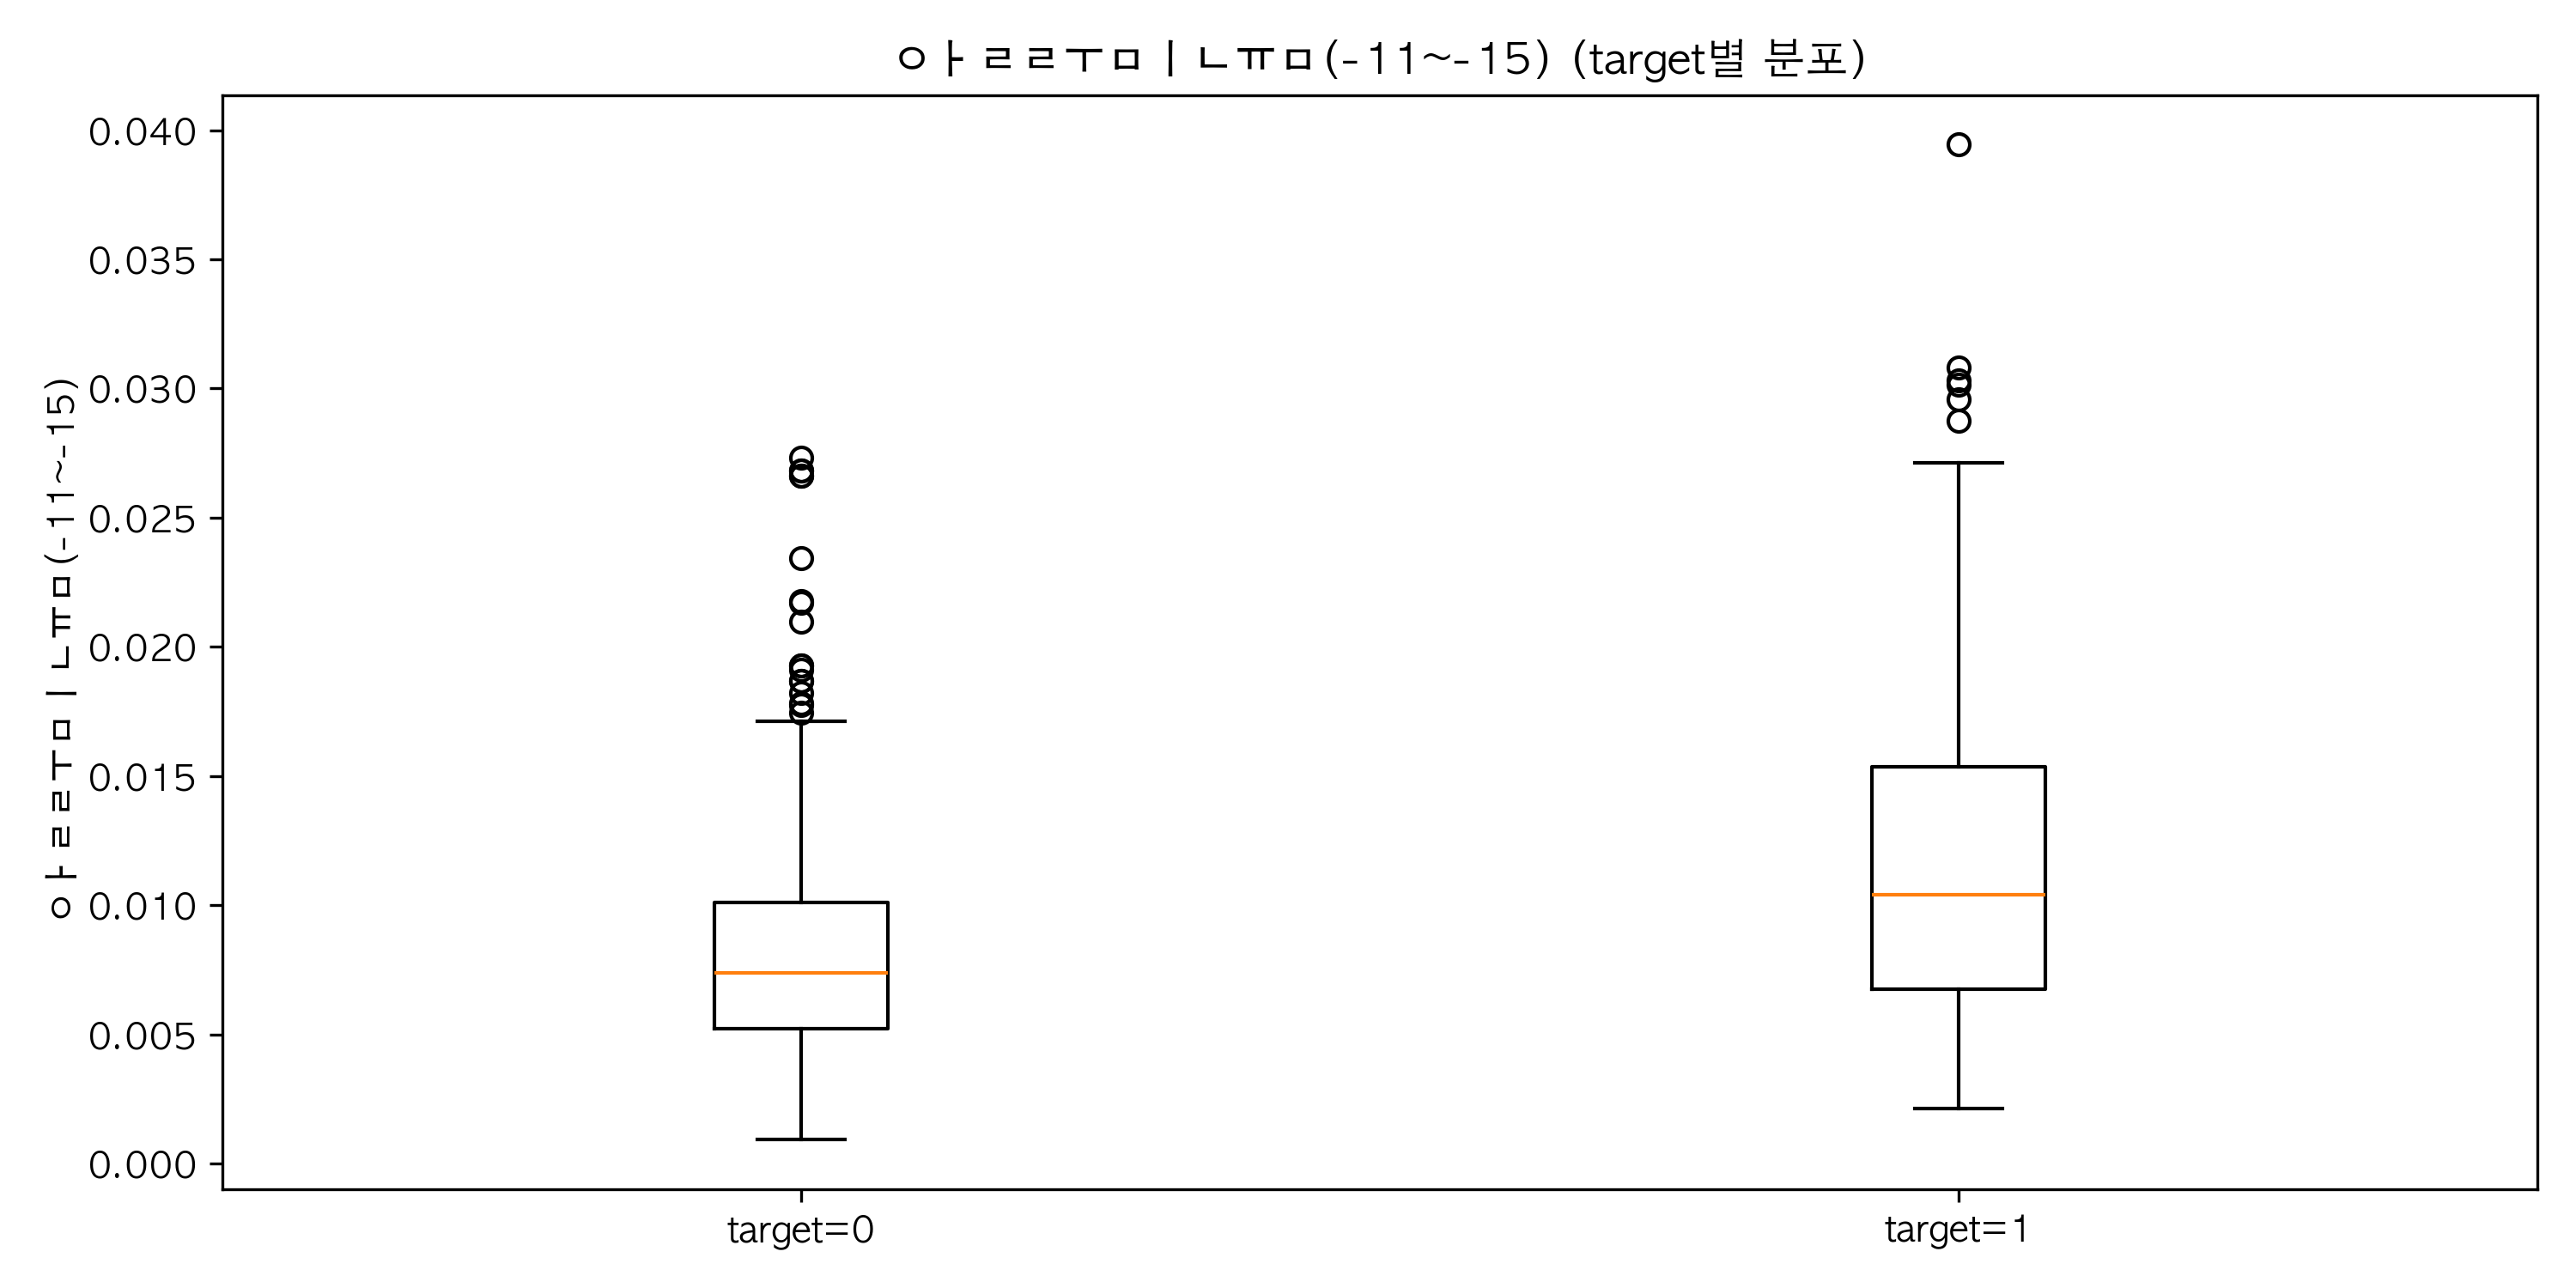 ㅇㅏㄹㄹㅜㅁㅣㄴㅠㅁ(-11~-15) (target별 분포)
ㅇㅏㄹㄹㅜㅁㅣㄴㅠㅁ(-11~-15)
0.040
0.035
0.030
0.025
0.020
0.015
0.010
0.005
0.000
target=0
target=1